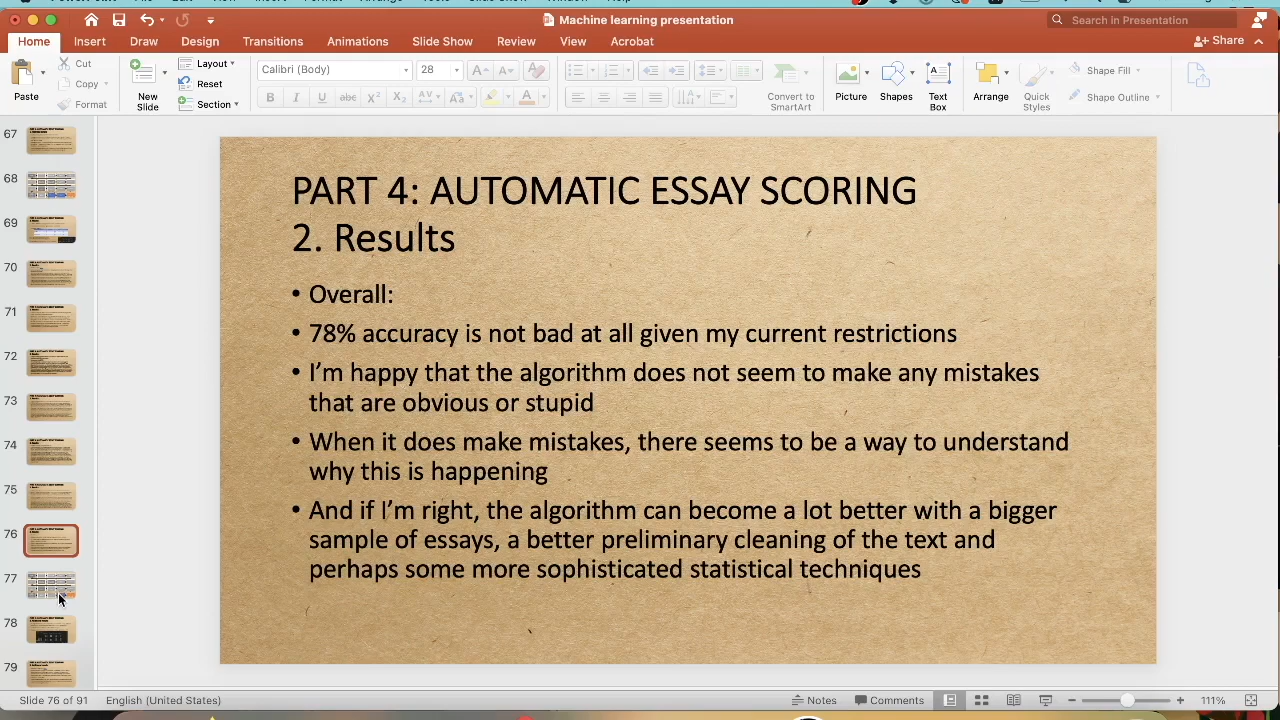 Machine learning presentation
Search in Presentation
Home Insert Draw Design Transitions Animations Slide Show Review View Acrobat
Share
Paste
Cut
Copy
Format
New Slide
Layout
Reset
Section
Calibri (Body) 28
Convert to SmartArt
Picture
Shapes
Text Box
Arrange
Quick Styles
Shape Fill
Shape Outline
67
68
69
70
71
72
73
74
75
76
77
78
79
PART 4: AUTOMATIC ESSAY SCORING
2. Results
• Overall:
• 78% accuracy is not bad at all given my current restrictions
• I’m happy that the algorithm does not seem to make any mistakes
that are obvious or stupid
• When it does make mistakes, there seems to be a way to understand
why this is happening
• And if I’m right, the algorithm can become a lot better with a bigger
sample of essays, a better preliminary cleaning of the text and
perhaps some more sophisticated statistical techniques
Slide 76 of 91 English (United States) Notes Comments 111%